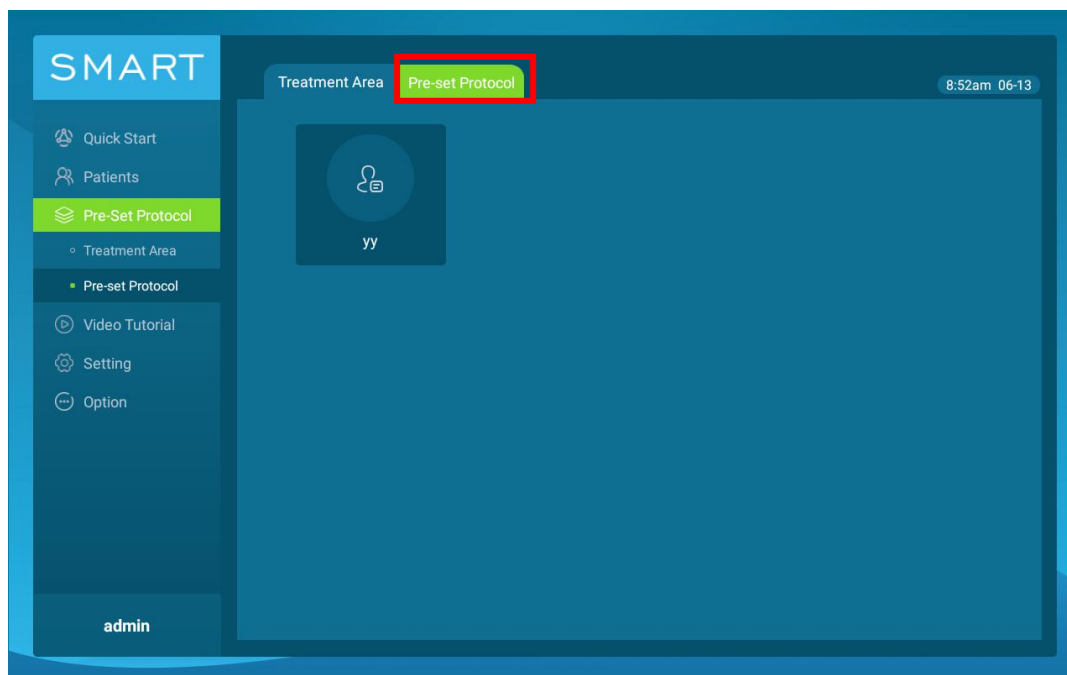 SMART
Treatment Area
Pre-set Protocol
8:52am 06-13
Quick Start
Patients
Pre-Set Protocol
Treatment Area
Pre-set Protocol
Video Tutorial
Setting
Option
admin
yy